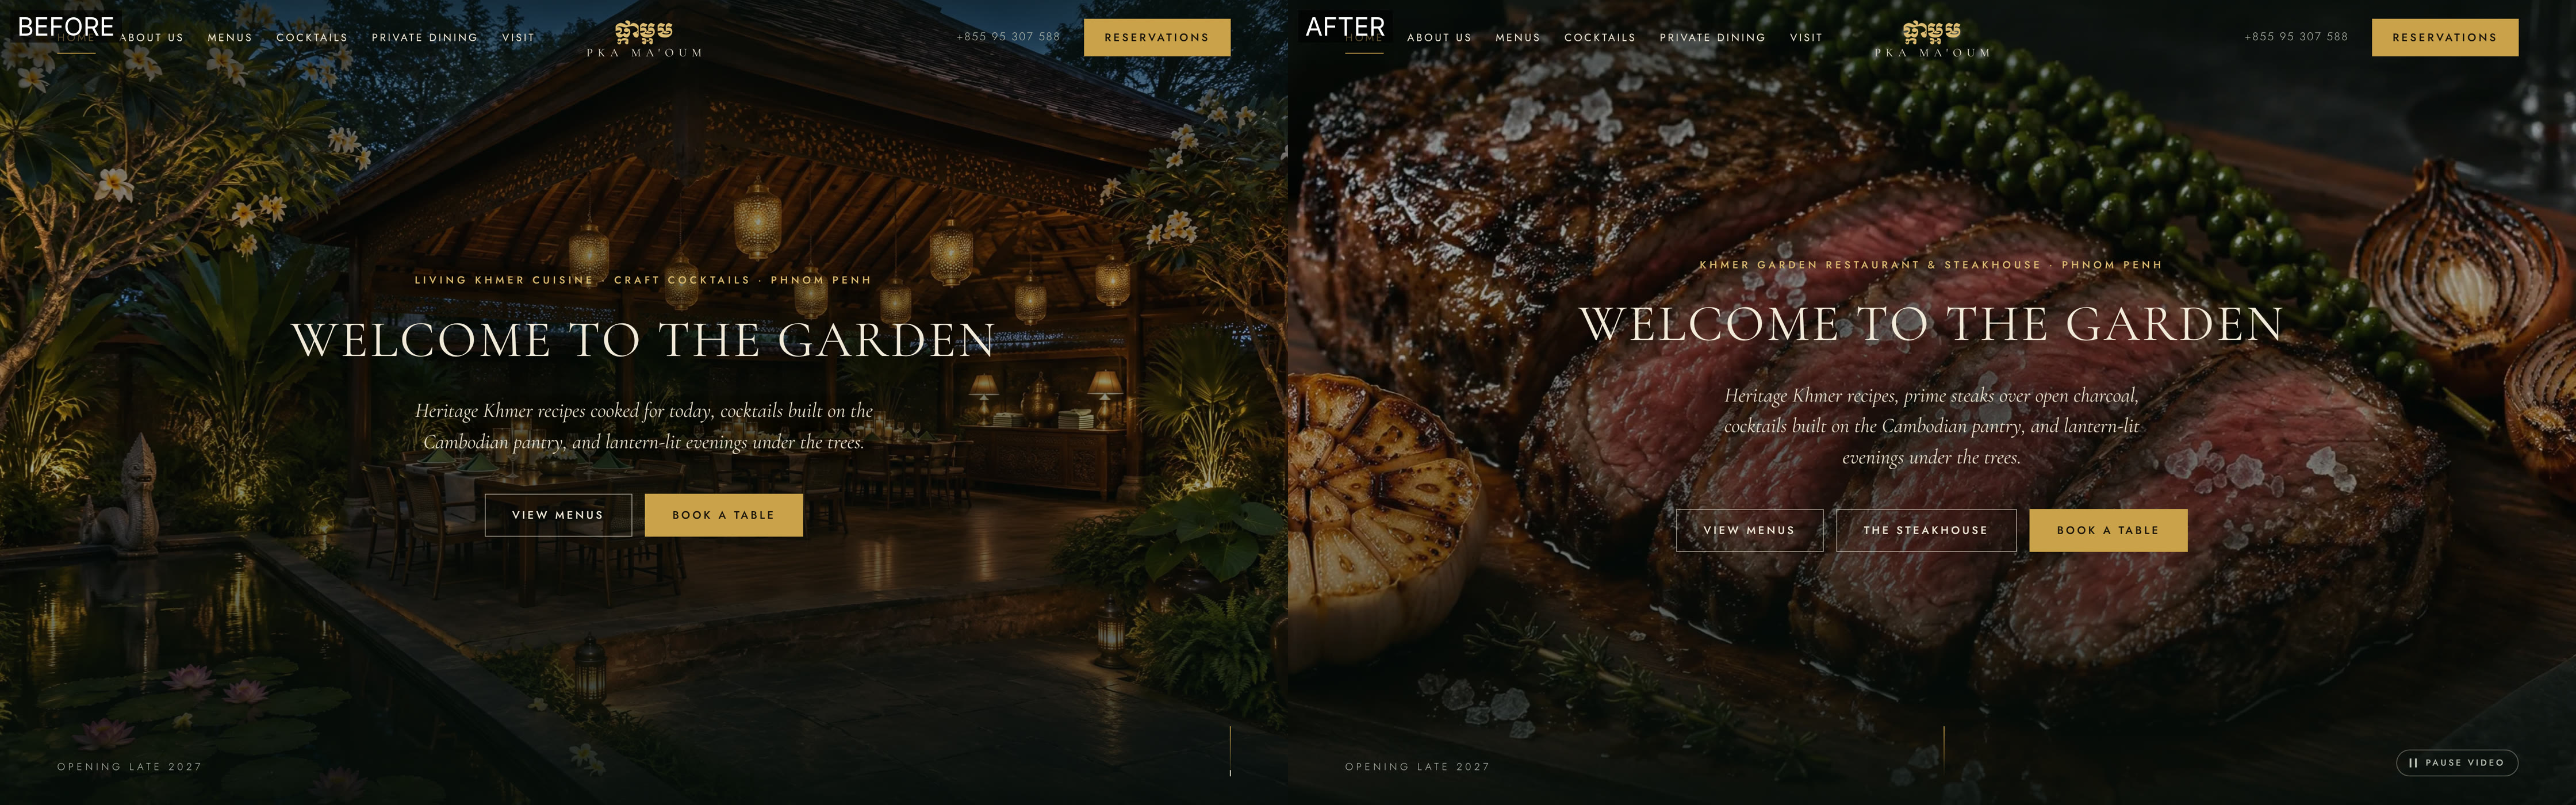 BEFORE
HOME ABOUT US MENUS COCKTAILS PRIVATE DINING VISIT
ផ្កាម្អម
PKA MA'OUM
+855 95 307 588
RESERVATIONS
LIVING KHMER CUISINE · CRAFT COCKTAILS · PHNOM PENH
WELCOME TO THE GARDEN
Heritage Khmer recipes cooked for today, cocktails built on the
Cambodian pantry, and lantern-lit evenings under the trees.
VIEW MENUS
BOOK A TABLE
OPENING LATE 2027
AFTER
HOME ABOUT US MENUS COCKTAILS PRIVATE DINING VISIT
ផ្កាម្អម
PKA MA'OUM
+855 95 307 588
RESERVATIONS
KHMER GARDEN RESTAURANT & STEAKHOUSE · PHNOM PENH
WELCOME TO THE GARDEN
Heritage Khmer recipes, prime steaks over open charcoal,
cocktails built on the Cambodian pantry, and lantern-lit
evenings under the trees.
VIEW MENUS
THE STEAKHOUSE
BOOK A TABLE
OPENING LATE 2027
PAUSE VIDEO